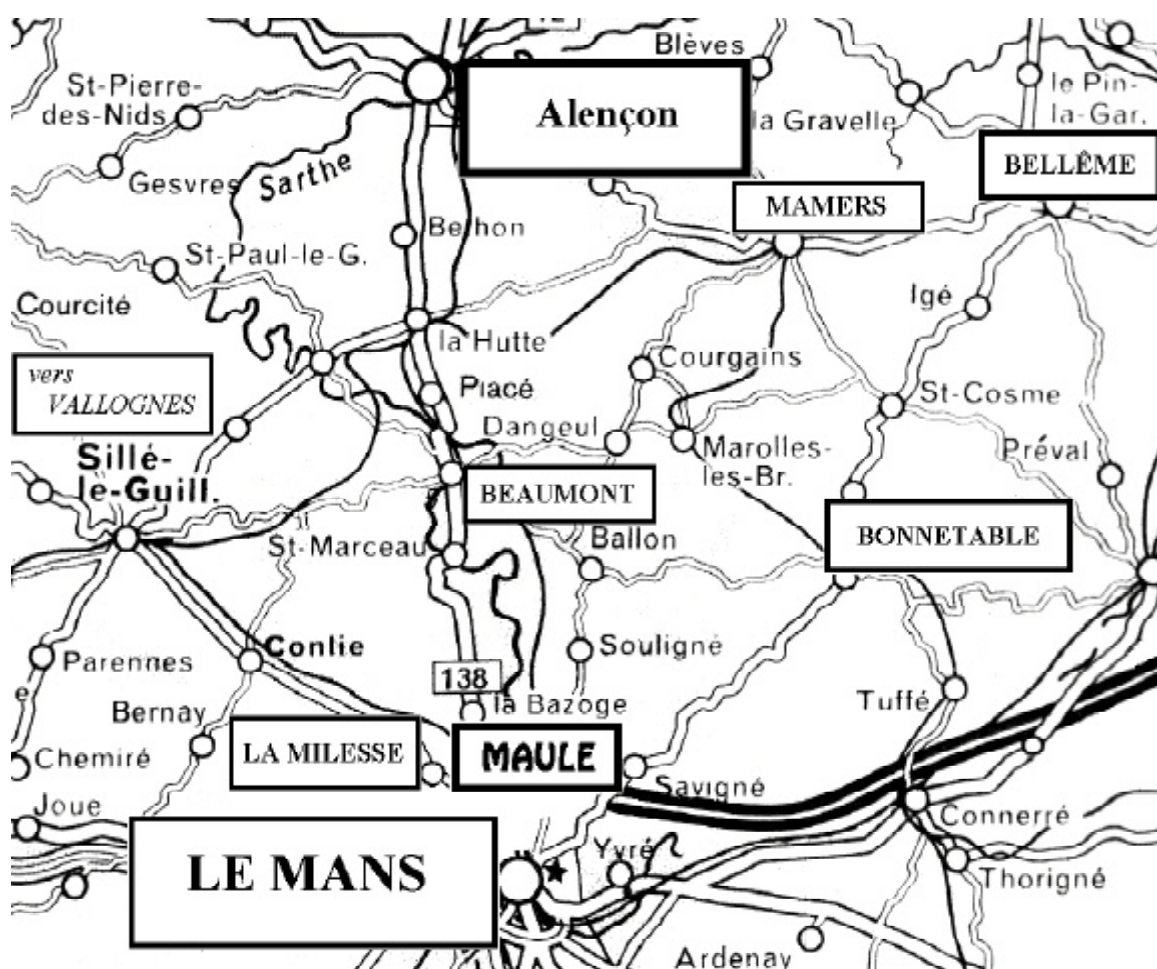 Blèves
St-Pierre-
des-Nids
Alençon
le Pin-
la-Gar.
la Gravelle
BELLÊME
Gesvres
Sarthe
MAMERS
Bethon
St-Paul-le-G.
Courcité
Igé
la Hutte
vers
VALLOGNES
Courgains
Piacé
St-Cosme
Dangeul
Marolles-
les-Br.
Préval
Sillé-
le-Guill.
BEAUMONT
BONNETABLE
St-Marceau
Ballon
Conlie
Souligné
Parennes
138
e
Tuffé
la Bazoge
Bernay
LA MILESSE
MAULE
Chemiré
Savigné
Joue
Connerré
LE MANS
Yvré
Thorigné
Ardenay